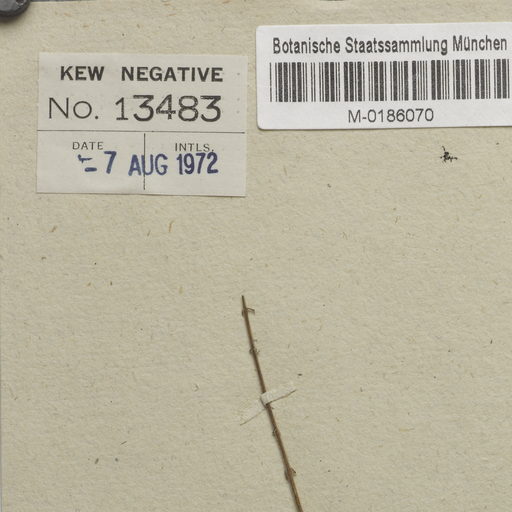 KEW NEGATIVE
No. 13483
DATE INTLS.
- 7 AUG 1972
Botanische Staatssammlung München
M-0186070